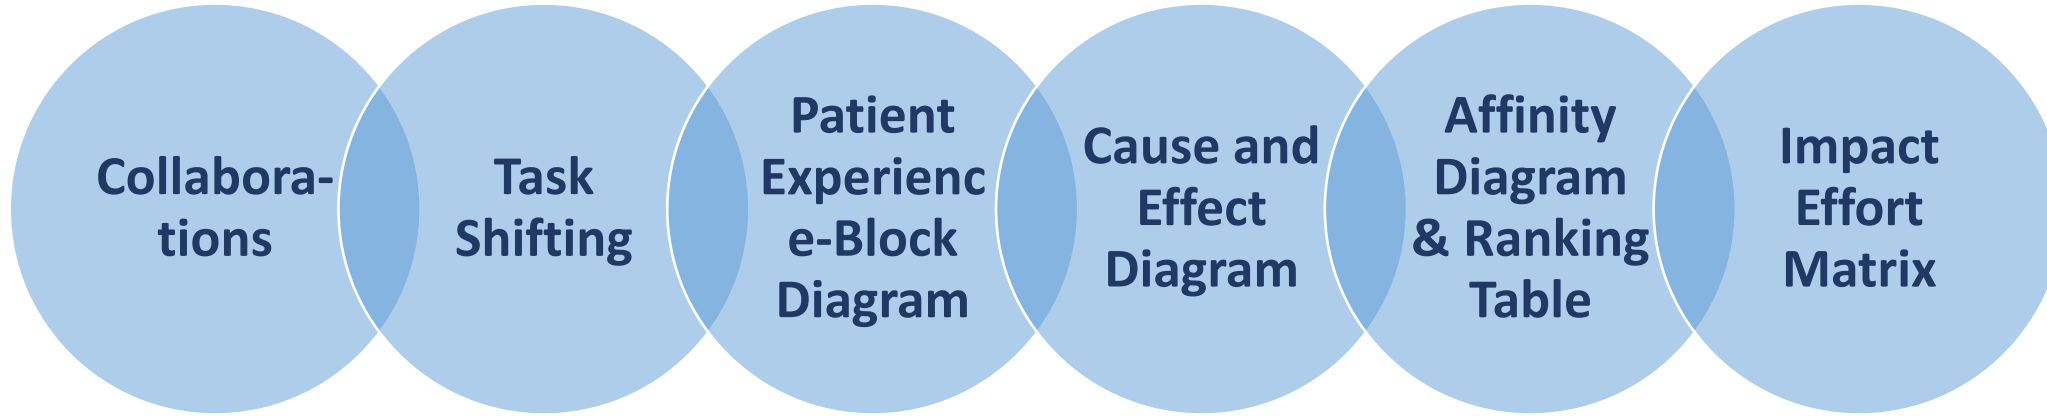 Collabora-
tions
Task
Shifting
Patient
Experienc
e-Block
Diagram
Cause and
Effect
Diagram
Affinity
Diagram
& Ranking
Table
Impact
Effort
Matrix